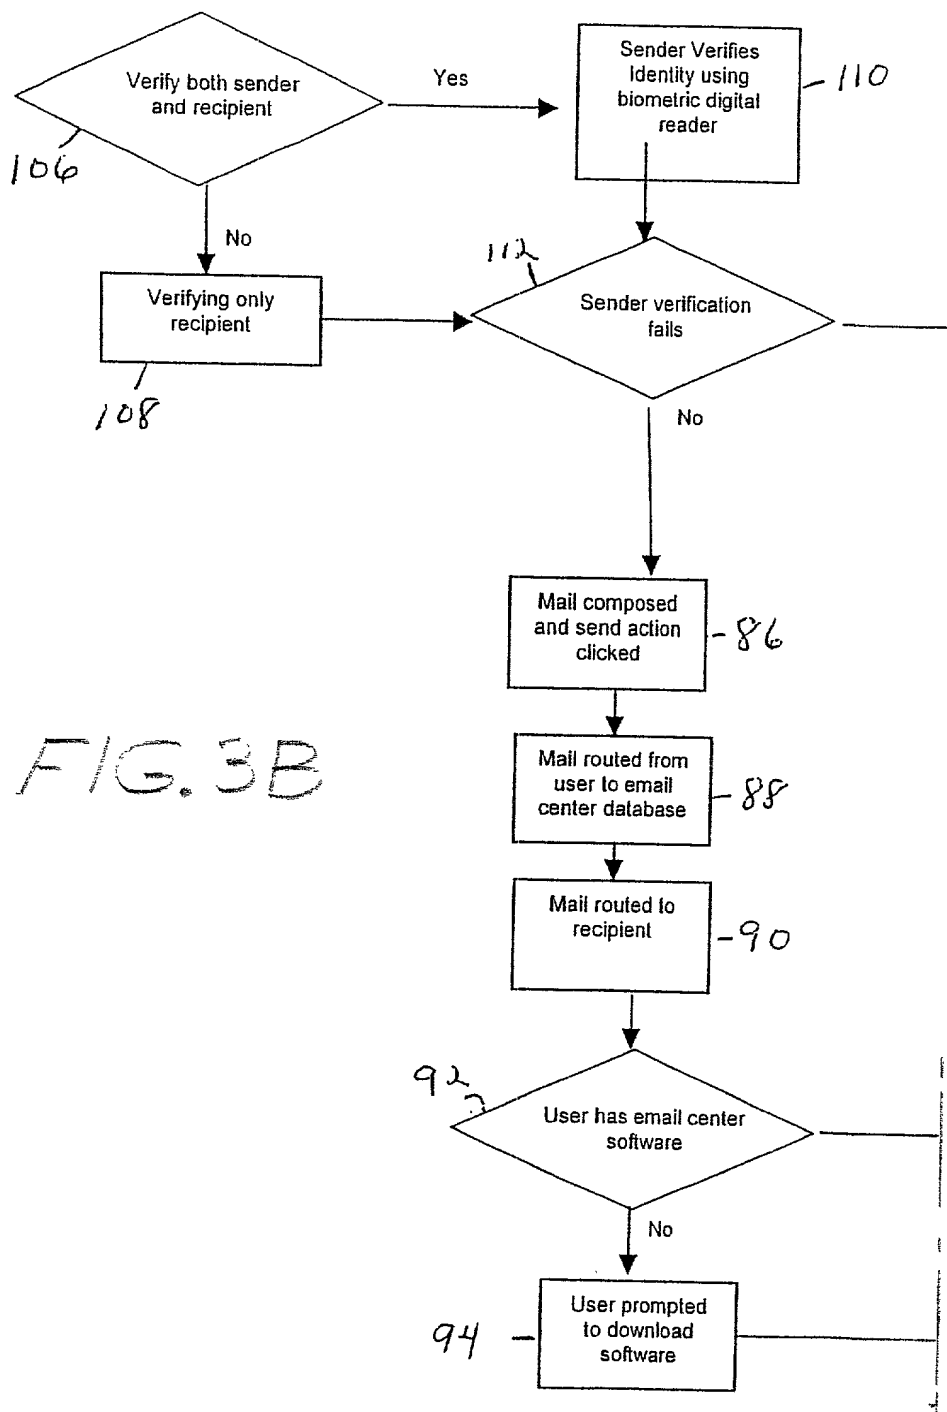 Verify both sender
and recipient
106
Yes
Sender Verifies
Identity using
biometric digital
reader
110
No
Verifying only
recipient
108
112
Sender verification
fails
No
Mail composed
and send action
clicked
86
FIG. 3B
Mail routed from
user to email
center database
88
Mail routed to
recipient
90
92
User has email center
software
No
User prompted
to download
software
94